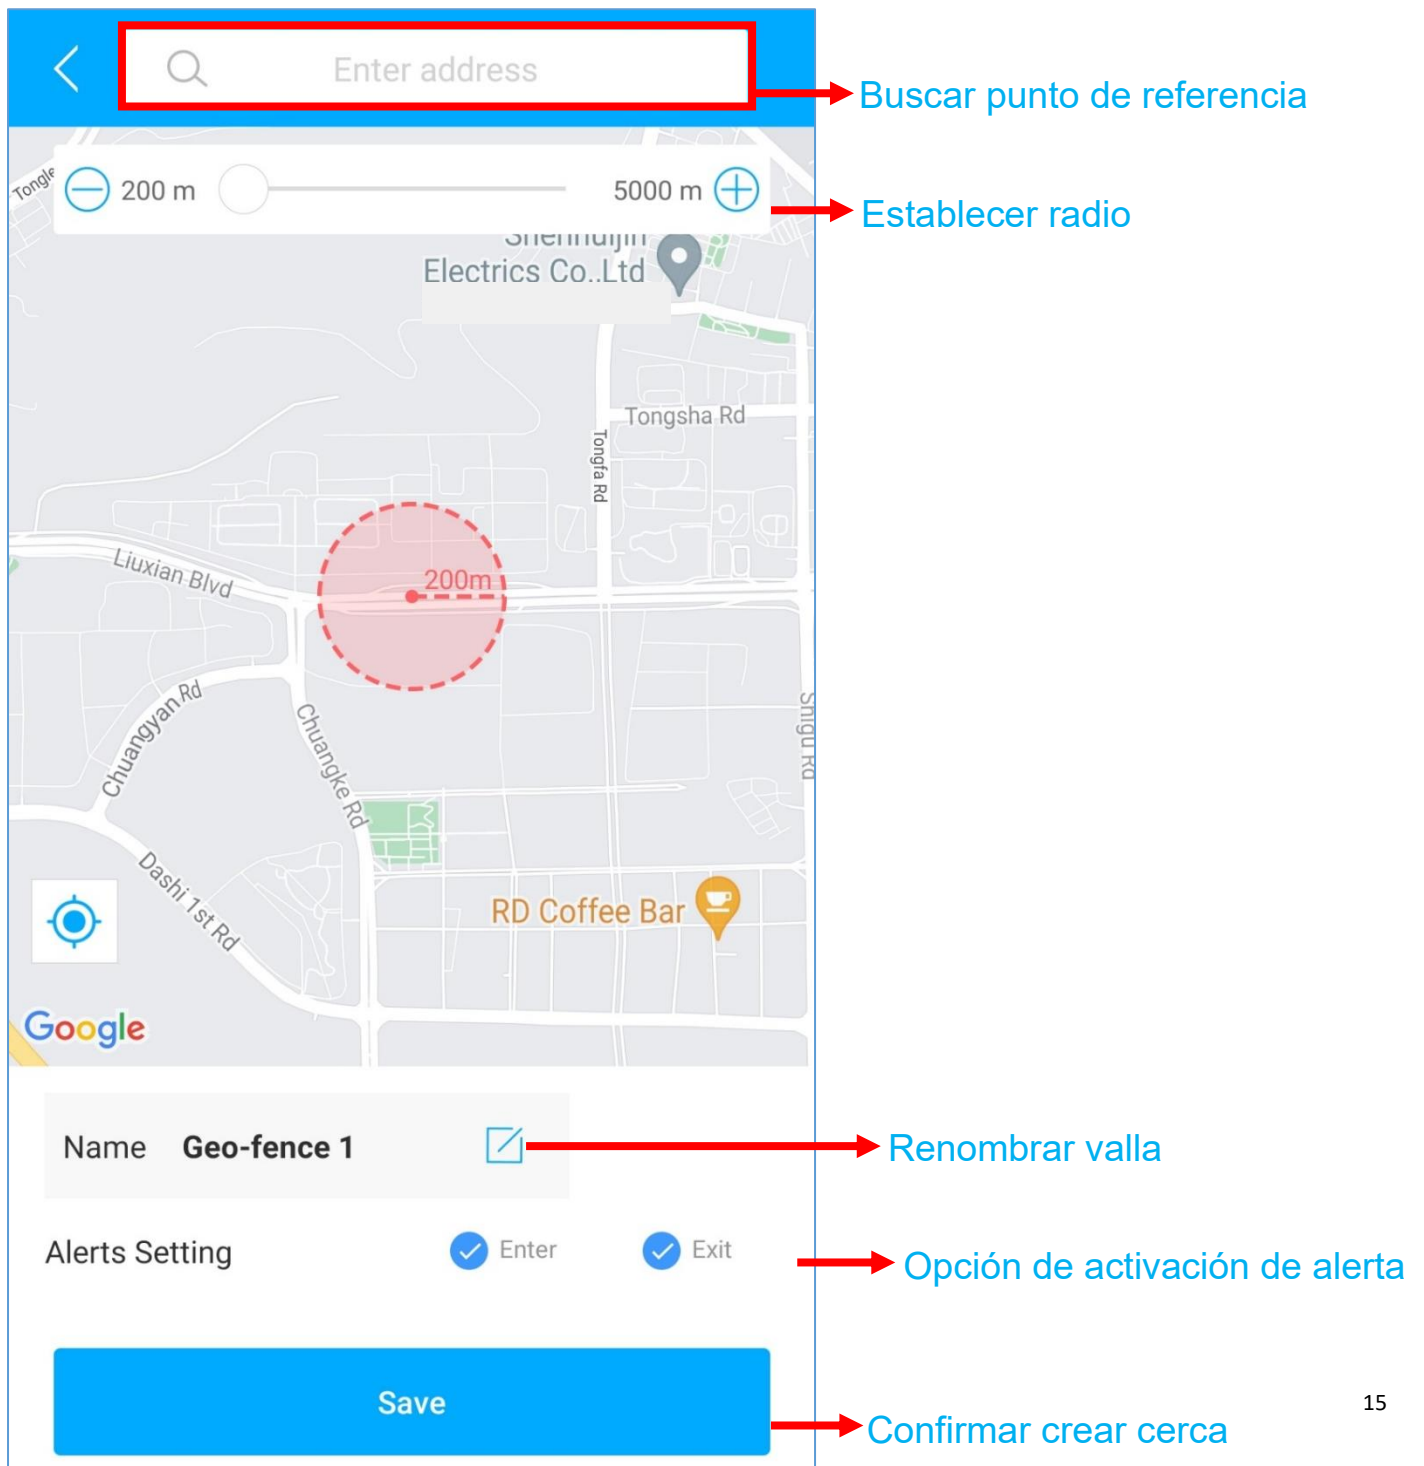 Enter address
Buscar punto de referencia
200 m
5000 m
Establecer radio
Tongle
Shenhuijin
Electrics Co..Ltd
Tongsha Rd
Tongfa Rd
Liuxian Blvd
200m
Chuangyan Rd
Chuangke Rd
Shigu Rd
Dashi 1st Rd
RD Coffee Bar
Google
Name Geo-fence 1
Renombrar valla
Alerts Setting
Enter
Exit
Opción de activación de alerta
Save
15
Confirmar crear cerca